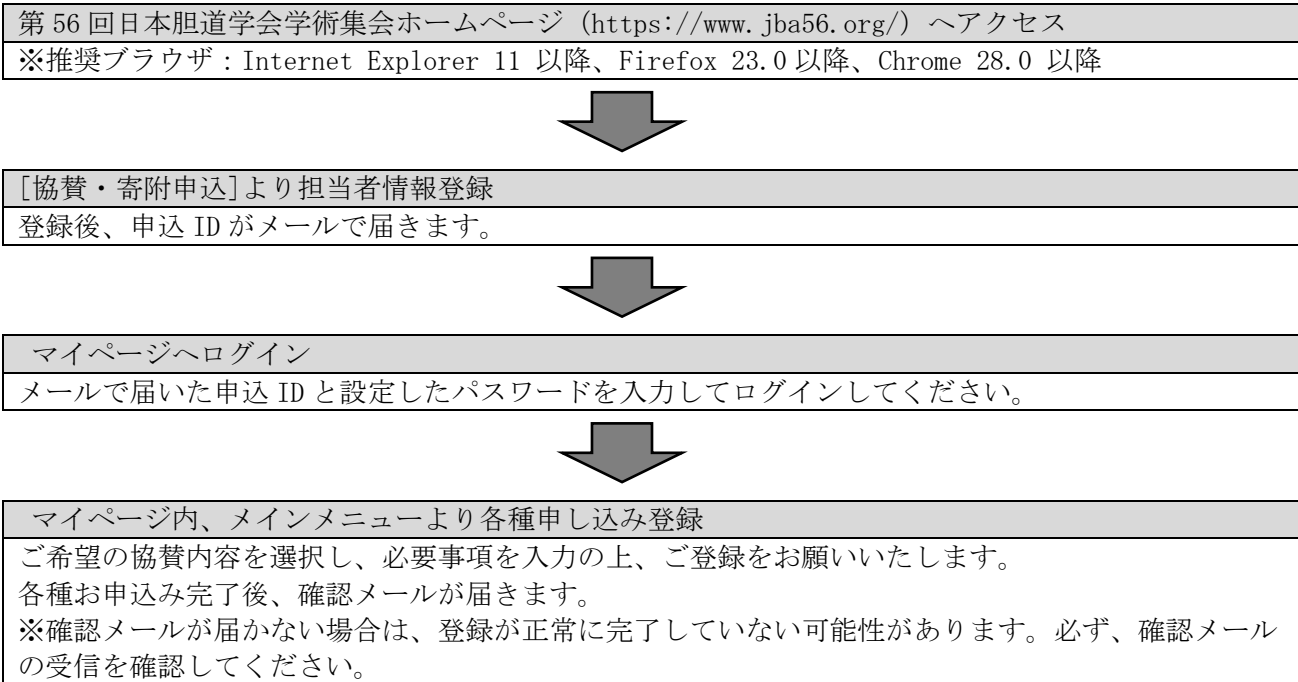 第 56 回日本胆道学会学術集会ホームページ (https://www.jba56.org/) へアクセス
※推奨ブラウザ：Internet Explorer 11 以降、Firefox 23.0 以降、Chrome 28.0 以降
[協賛・寄附申込]より担当者情報登録
登録後、申込 ID がメールで届きます。
マイページへログイン
メールで届いた申込 ID と設定したパスワードを入力してログインしてください。
マイページ内、メインメニューより各種申し込み登録
ご希望の協賛内容を選択し、必要事項を入力の上、ご登録をお願いいたします。
各種お申込み完了後、確認メールが届きます。
※確認メールが届かない場合は、登録が正常に完了していない可能性があります。必ず、確認メール
の受信を確認してください。